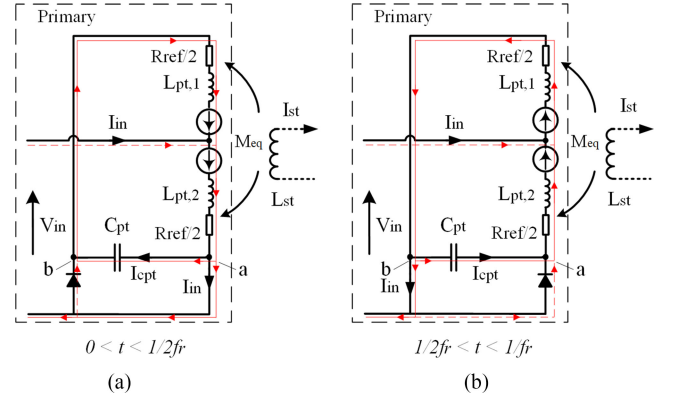 Primary
Rref/2
Lpt,1
Iin
Meq
Ist
Lst
Lpt,2
Vin
Cpt
Rref/2
b
Icpt
Iin
a
0 < t < 1/2fr
(a)
Primary
Rref/2
Lpt,1
Iin
Meq
Ist
Lst
Lpt,2
Vin
Cpt
Rref/2
b
Iin
Icpt
a
1/2fr < t < 1/fr
(b)